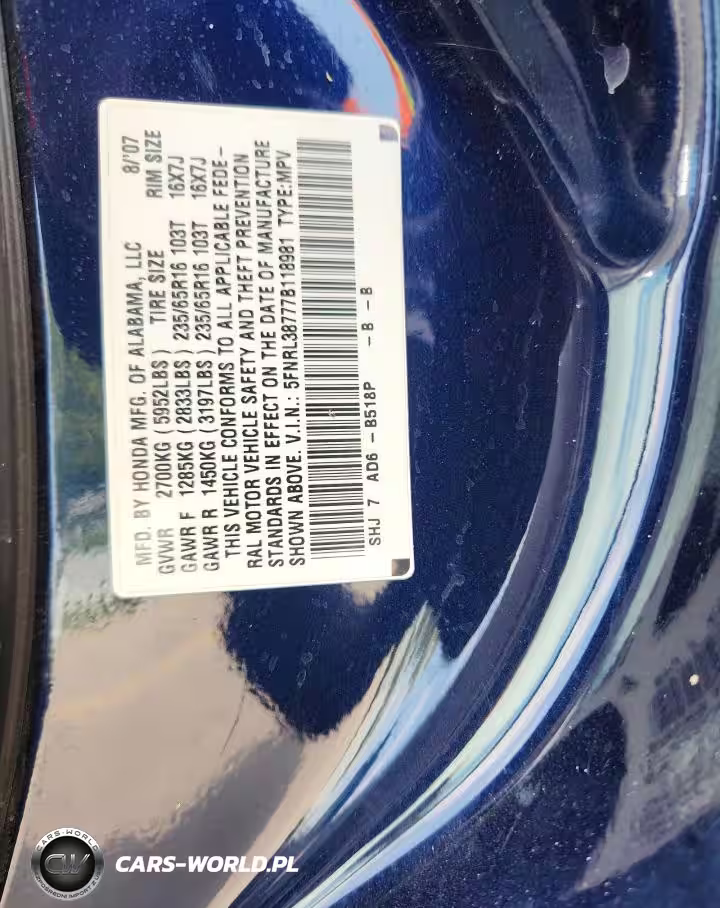 MFD. BY HONDA MFG. OF ALABAMA, LLC 8/'07
GVWR 2700KG ( 5952LBS ) TIRE SIZE RIM SIZE
GAWR F 1285KG ( 2833LBS ) 235/65R16 103T 16X7J
GAWR R 1450KG ( 3197LBS ) 235/65R16 103T 16X7J
THIS VEHICLE CONFORMS TO ALL APPLICABLE FEDE-
RAL MOTOR VEHICLE SAFETY AND THEFT PREVENTION
STANDARDS IN EFFECT ON THE DATE OF MANUFACTURE
SHOWN ABOVE. V.I.N.: 5FNRL38777B118981 TYPE:MPV
SHJ 7 AD6 - B518P - B - B
CARS-WORLD
CW
CARS-WORLD.PL